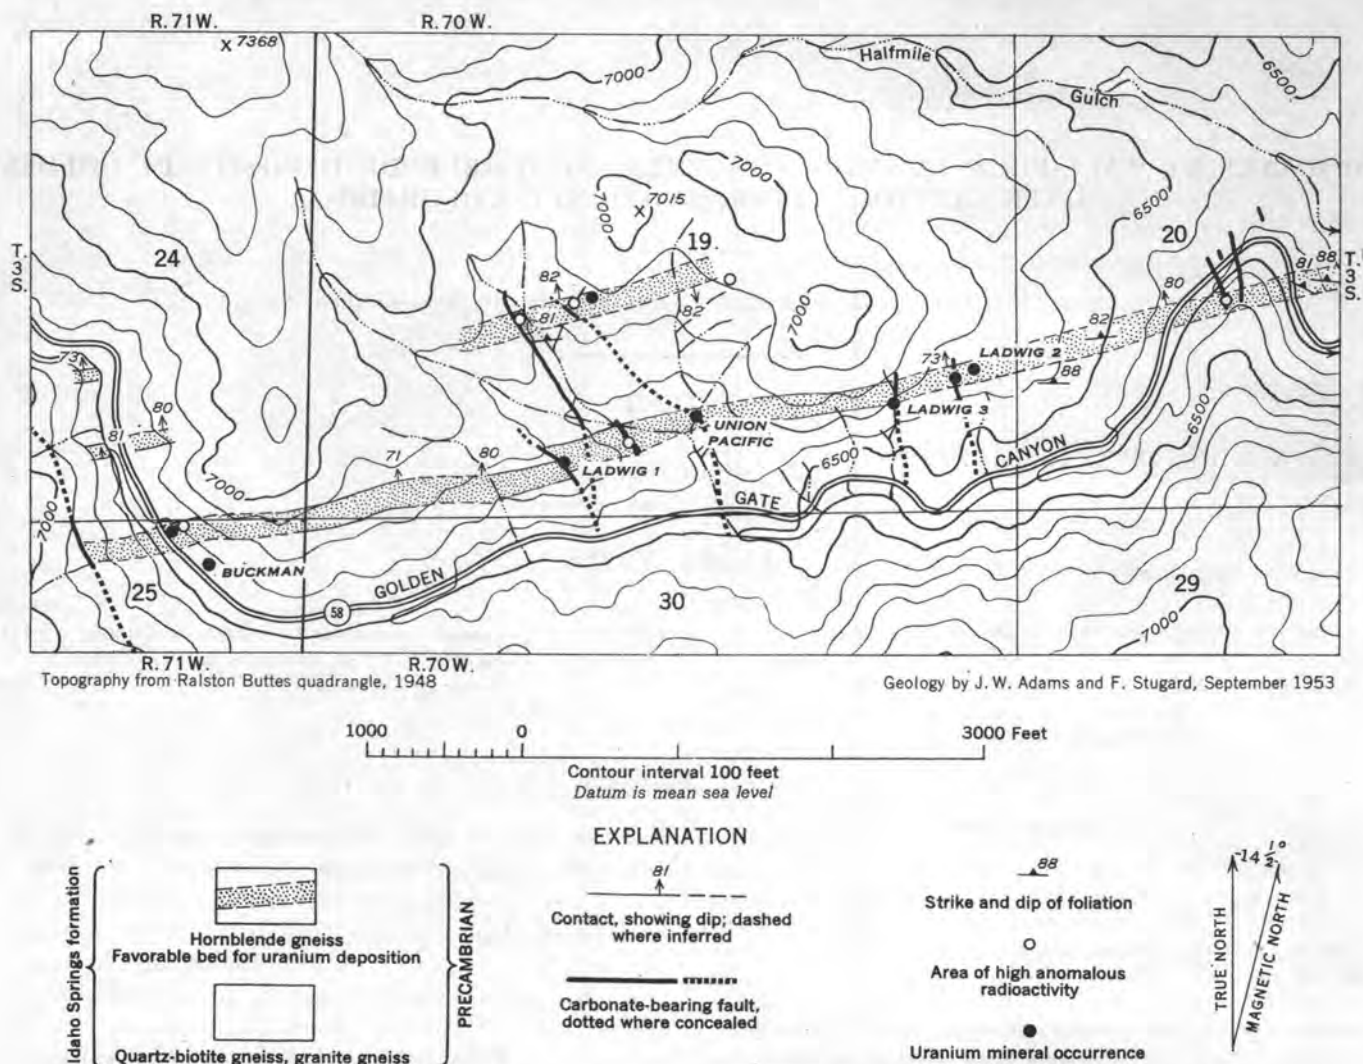 R. 71 W.
R. 70 W.
x 7368
Halfmile
Gulch
7000
6500
7000
7000
x 7015
6500
24
19
20
T. 3 S.
T. 3 S.
82
81
82
7000
80
81
88
82
73
73
LADWIG 2
88
80
81
LADWIG 3
UNION
PACIFIC
CANYON
6500
71
80
LADWIG 1
6500
7000
7000
GATE
BUCKMAN
GOLDEN
25
58
30
29
7000
R. 71 W.
R. 70 W.
Topography from Ralston Buttes quadrangle, 1948
Geology by J. W. Adams and F. Stugard, September 1953
1000 0 3000 Feet
Contour interval 100 feet
Datum is mean sea level
EXPLANATION
Idaho Springs formation
Hornblende gneiss
Favorable bed for uranium deposition
Quartz-biotite gneiss, granite gneiss
PRECAMBRIAN
81
Contact, showing dip; dashed
where inferred
Carbonate-bearing fault,
dotted where concealed
88
Strike and dip of foliation
Area of high anomalous
radioactivity
Uranium mineral occurrence
14 1/2°
TRUE NORTH
MAGNETIC NORTH